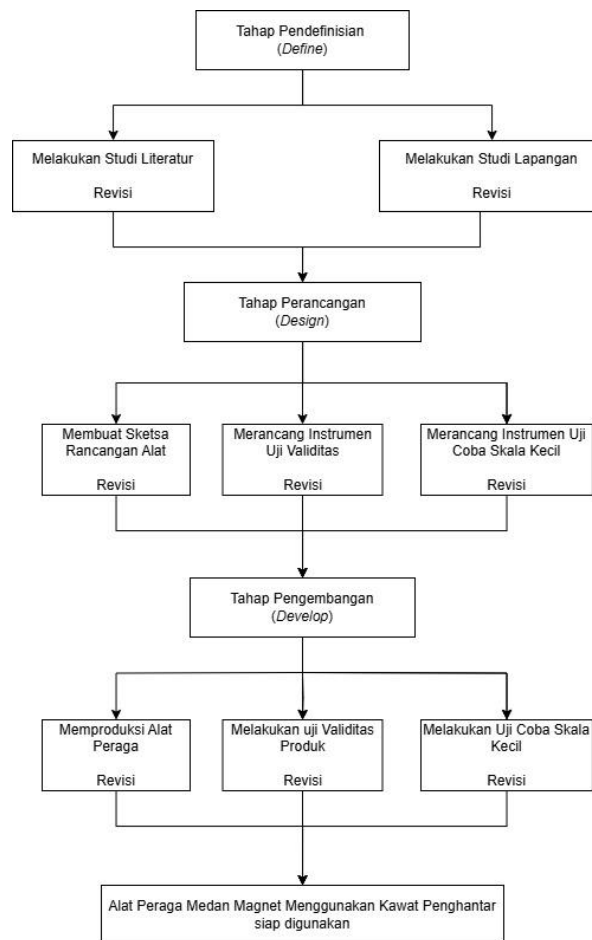 Tahap Pendefinisian
(Define)
Melakukan Studi Literatur
Revisi
Melakukan Studi Lapangan
Revisi
Tahap Perancangan
(Design)
Membuat Sketsa
Rancangan Alat
Revisi
Merancang Instrumen
Uji Validitas
Revisi
Merancang Instrumen Uji
Coba Skala Kecil
Revisi
Tahap Pengembangan
(Develop)
Memproduksi Alat
Peraga
Revisi
Melakukan uji Validitas
Produk
Revisi
Melakukan Uji Coba Skala
Kecil
Revisi
Alat Peraga Medan Magnet Menggunakan Kawat Penghantar
siap digunakan